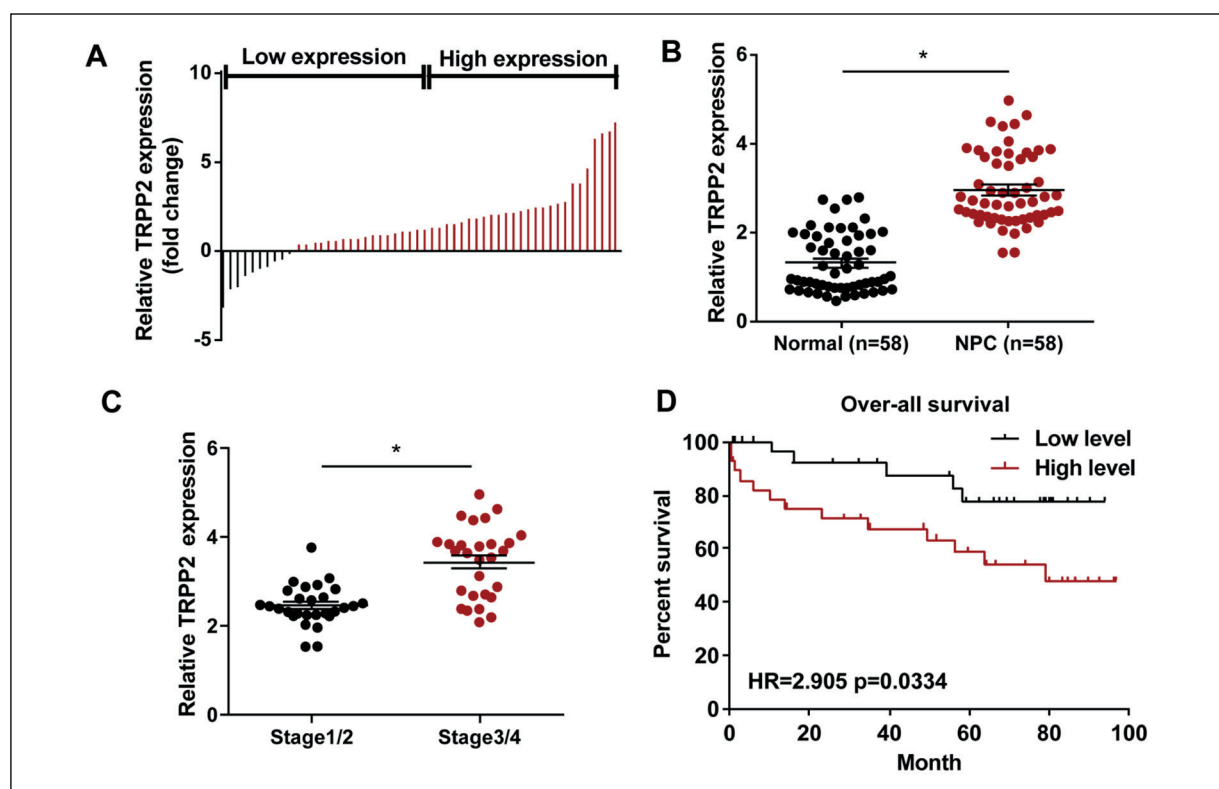 A
Low expression
High expression
Relative TRPP2 expression
(fold change)
10
5
0
-5
B
*
Relative TRPP2 expression
6
4
2
0
Normal (n=58)
NPC (n=58)
C
*
Relative TRPP2 expression
6
4
2
0
Stage1/2
Stage3/4
D
Over-all survival
Low level
High level
Percent survival
100
80
60
40
20
0
HR=2.905 p=0.0334
0 20 40 60 80 100
Month